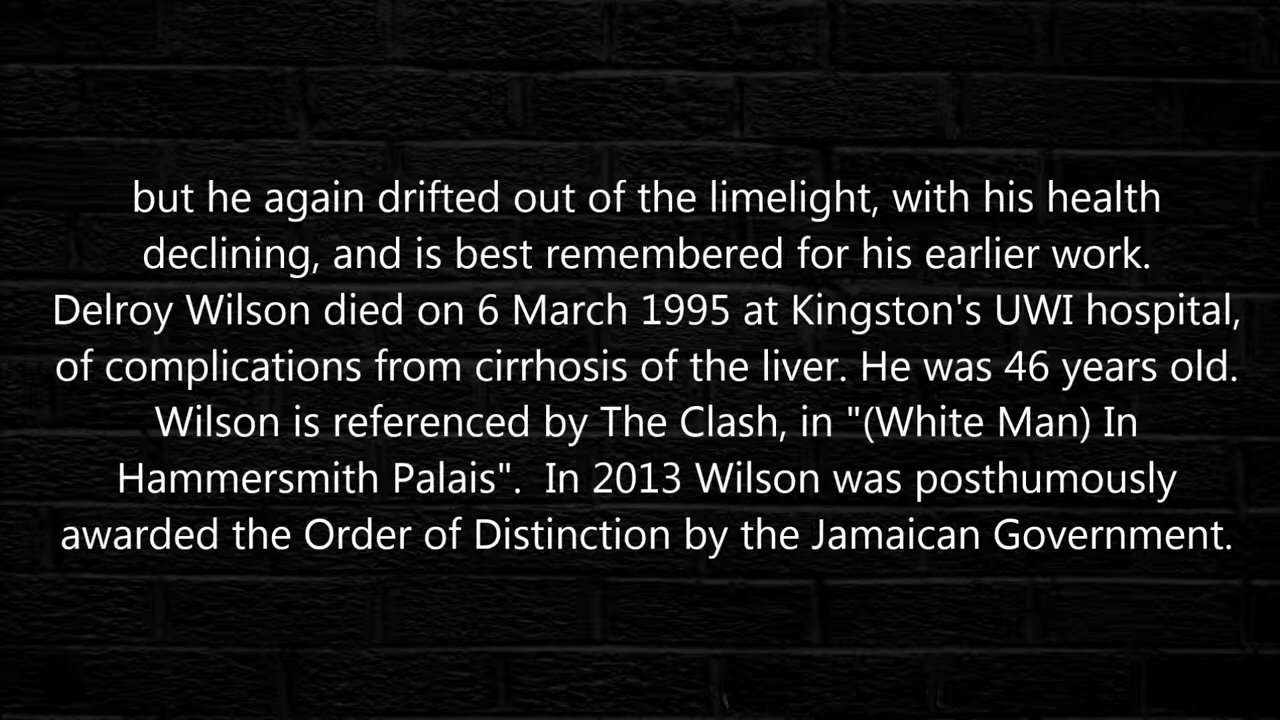 but he again drifted out of the limelight, with his health
declining, and is best remembered for his earlier work.
Delroy Wilson died on 6 March 1995 at Kingston's UWI hospital,
of complications from cirrhosis of the liver. He was 46 years old.
Wilson is referenced by The Clash, in "(White Man) In
Hammersmith Palais".  In 2013 Wilson was posthumously
awarded the Order of Distinction by the Jamaican Government.